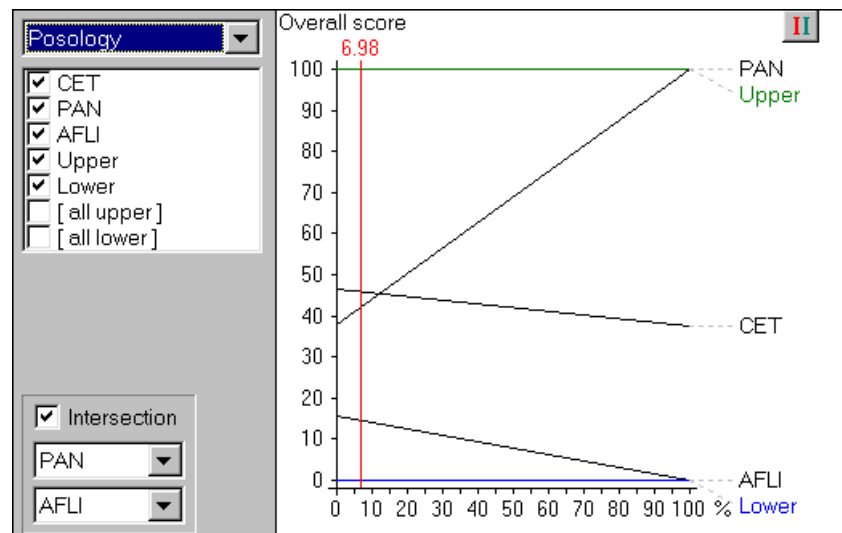 Posology
CET
PAN
AFLI
Upper
Lower
[ all upper ]
[ all lower ]
Intersection
PAN
AFLI
Overall score
II
6.98
100
90
80
70
60
50
40
30
20
10
0
0 10 20 30 40 50 60 70 80 90 100 %
PAN
Upper
CET
AFLI
Lower